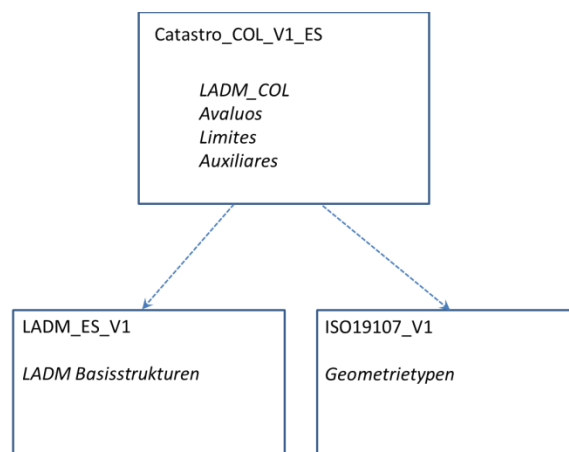 Catastro_COL_V1_ES
LADM_COL
Avaluos
Limites
Auxiliares
LADM_ES_V1
LADM Basisstrukturen
ISO19107_V1
Geometrietypen